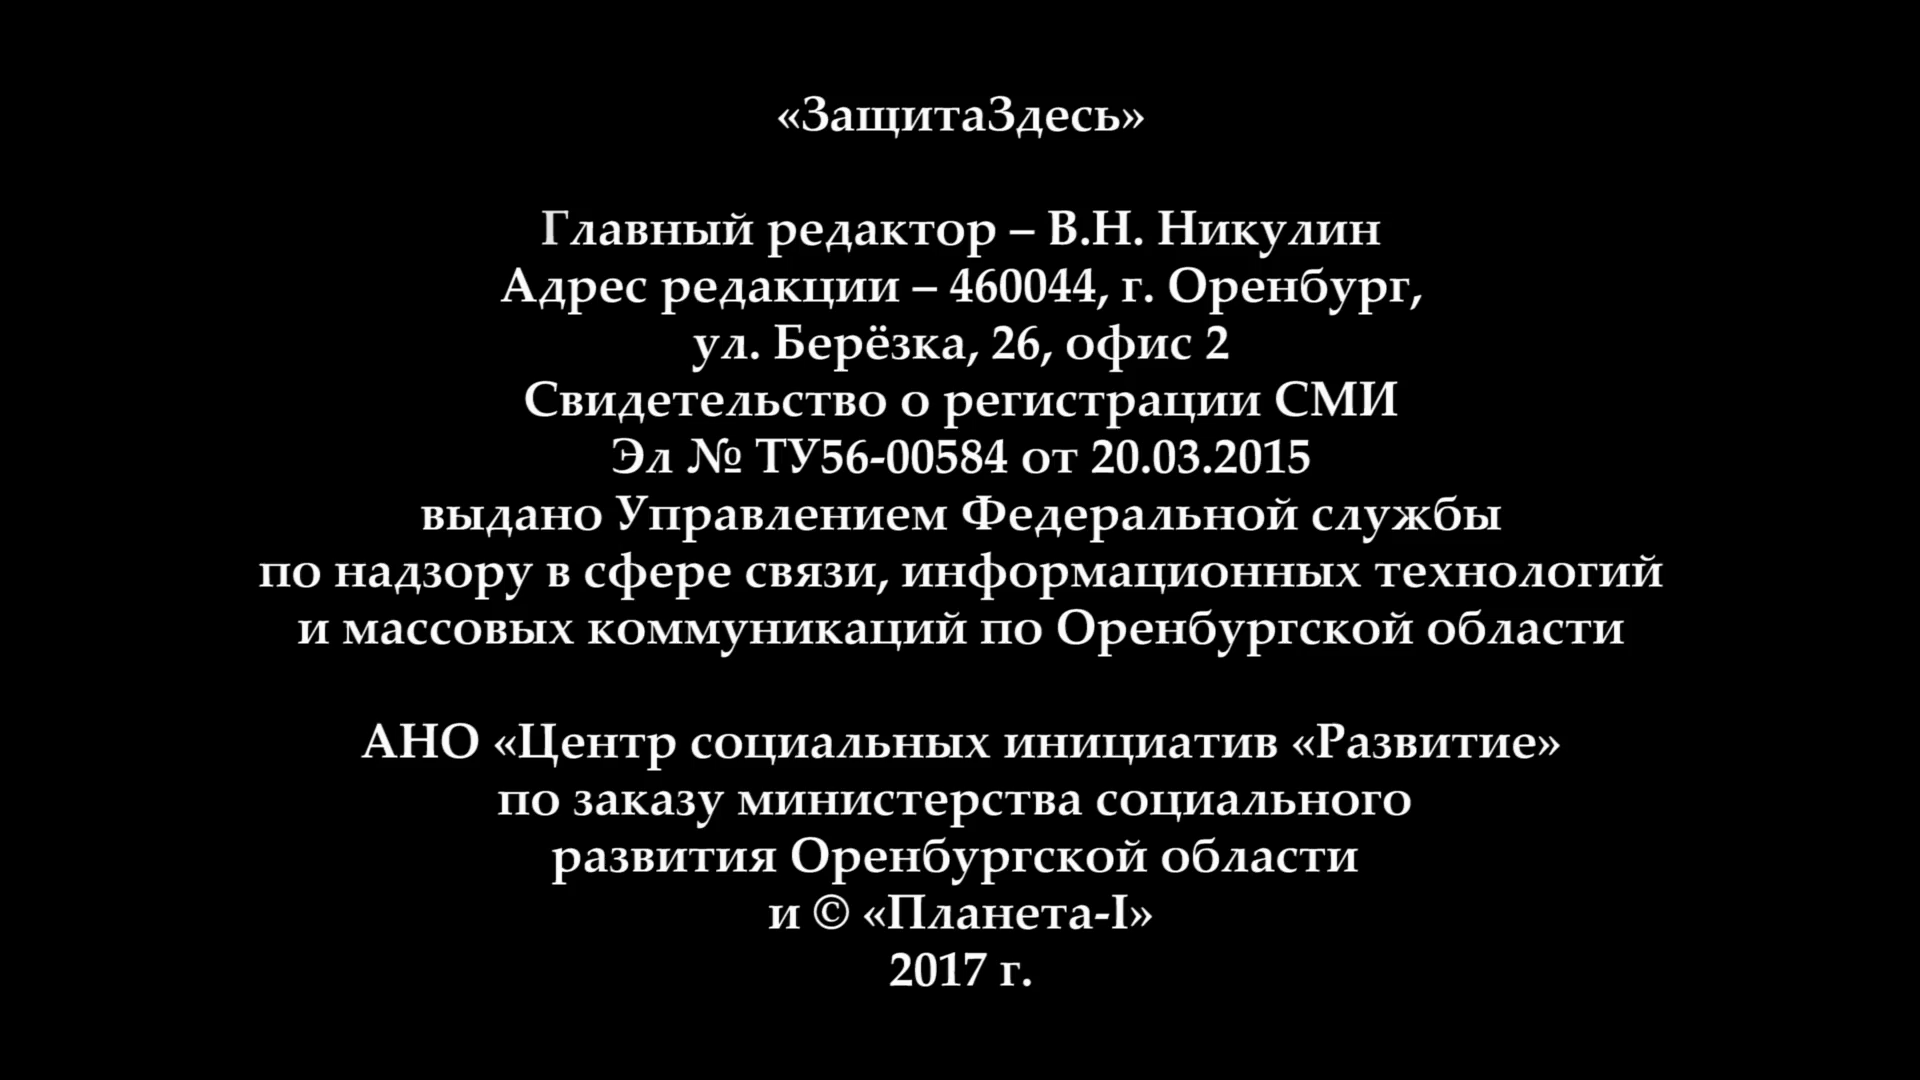 «ЗащитаЗдесь»
Главный редактор – В.Н. Никулин
Адрес редакции – 460044, г. Оренбург,
ул. Берёзка, 26, офис 2
Свидетельство о регистрации СМИ
Эл № ТУ56-00584 от 20.03.2015
выдано Управлением Федеральной службы
по надзору в сфере связи, информационных технологий
и массовых коммуникаций по Оренбургской области
АНО «Центр социальных инициатив «Развитие»
по заказу министерства социального
развития Оренбургской области
и © «Планета-I»
2017 г.